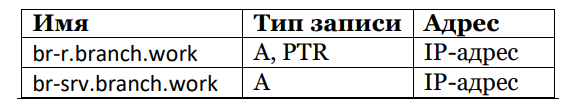 Имя Тип записи Адрес
br-r.branch.work A, PTR IP-адрес
br-srv.branch.work A IP-адрес